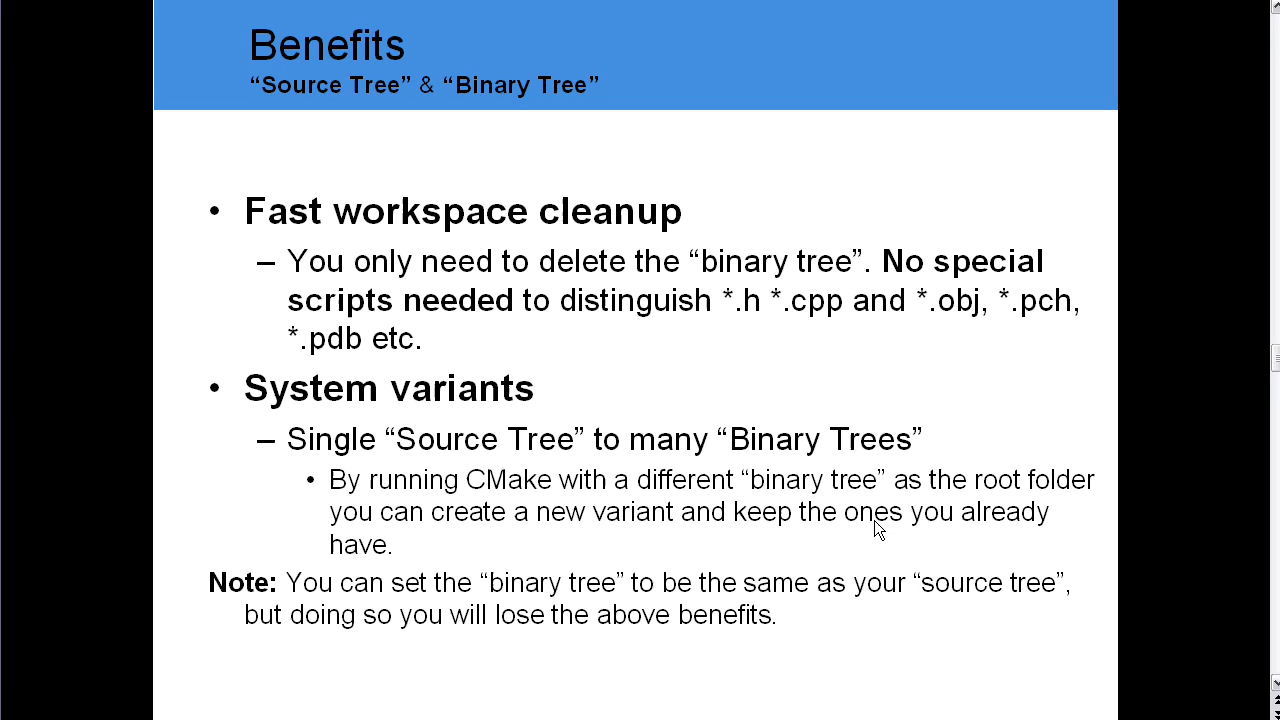 Benefits
“Source Tree” & “Binary Tree”
• Fast workspace cleanup
– You only need to delete the “binary tree”. No special
scripts needed to distinguish *.h *.cpp and *.obj, *.pch,
*.pdb etc.
• System variants
– Single “Source Tree” to many “Binary Trees”
• By running CMake with a different “binary tree” as the root folder
you can create a new variant and keep the ones you already
have.
Note: You can set the “binary tree” to be the same as your “source tree”,
but doing so you will lose the above benefits.